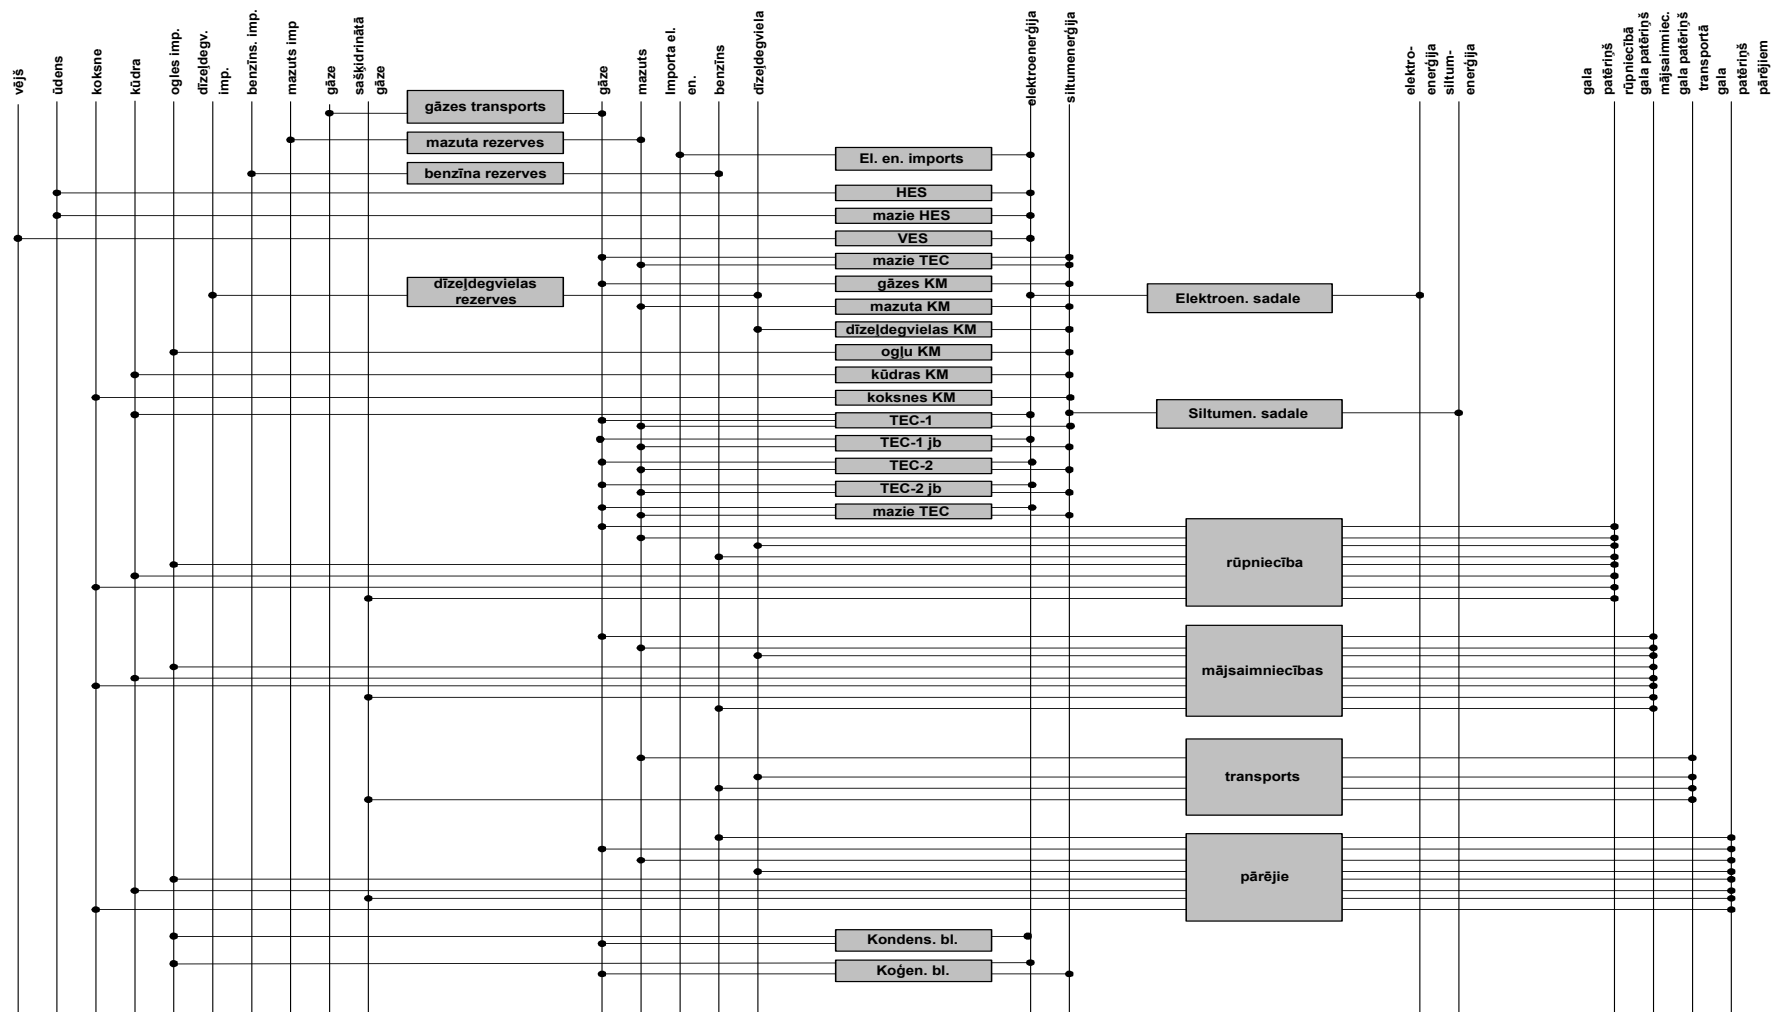 vējš
ūdens
koksne
kūdra
ogles imp.
dīzeļdegv.
imp.
benzīns. imp.
mazuts imp
gāze
sašķidrinātā
gāze
gāze
mazuts
Importa el.
en.
benzīns
dīzeļdegviela
elektroenerģija
siltumenerģija
elektro-
enerģija
siltum-
enerģija
gala
patēriņš
rūpniecībā
gala patēriņš
mājsaimniec.
gala patēriņš
transportā
gala
patēriņš
pārējiem
gāzes transports
mazuta rezerves
El. en. imports
benzīna rezerves
HES
mazie HES
VES
mazie TEC
dīzeļdegvielas
rezerves
gāzes KM
Elektroen. sadale
mazuta KM
dīzeļdegvielas KM
ogļu KM
kūdras KM
koksnes KM
Siltumen. sadale
TEC-1
TEC-1 jb
TEC-2
TEC-2 jb
mazie TEC
rūpniecība
mājsaimniecības
transports
pārējie
Kondens. bl.
Koģen. bl.